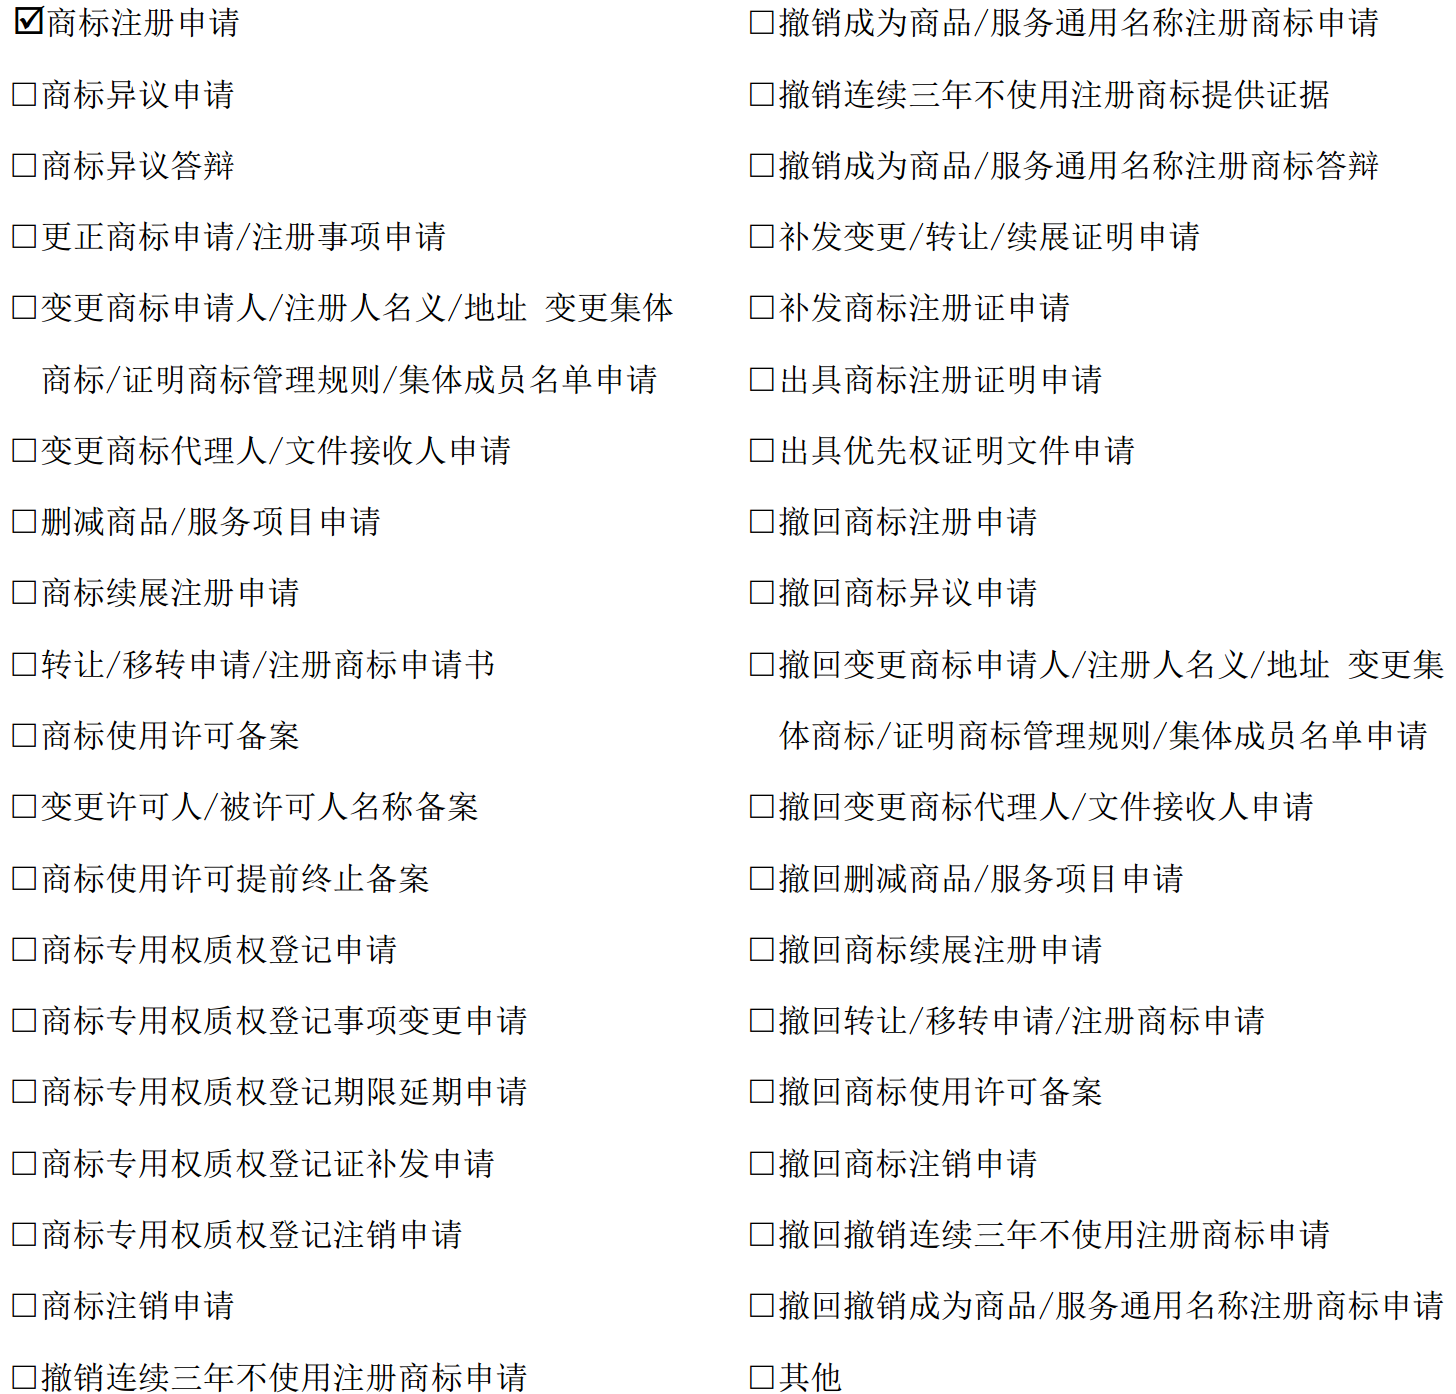 ☑商标注册申请
□商标异议申请
□商标异议答辩
□更正商标申请/注册事项申请
□变更商标申请人/注册人名义/地址 变更集体
商标/证明商标管理规则/集体成员名单申请
□变更商标代理人/文件接收人申请
□删减商品/服务项目申请
□商标续展注册申请
□转让/移转申请/注册商标申请书
□商标使用许可备案
□变更许可人/被许可人名称备案
□商标使用许可提前终止备案
□商标专用权质权登记申请
□商标专用权质权登记事项变更申请
□商标专用权质权登记期限延期申请
□商标专用权质权登记证补发申请
□商标专用权质权登记注销申请
□商标注销申请
□撤销连续三年不使用注册商标申请
□撤销成为商品/服务通用名称注册商标申请
□撤销连续三年不使用注册商标提供证据
□撤销成为商品/服务通用名称注册商标答辩
□补发变更/转让/续展证明申请
□补发商标注册证申请
□出具商标注册证明申请
□出具优先权证明文件申请
□撤回商标注册申请
□撤回商标异议申请
□撤回变更商标申请人/注册人名义/地址 变更集
体商标/证明商标管理规则/集体成员名单申请
□撤回变更商标代理人/文件接收人申请
□撤回删减商品/服务项目申请
□撤回商标续展注册申请
□撤回转让/移转申请/注册商标申请
□撤回商标使用许可备案
□撤回商标注销申请
□撤回撤销连续三年不使用注册商标申请
□撤回撤销成为商品/服务通用名称注册商标申请
□其他